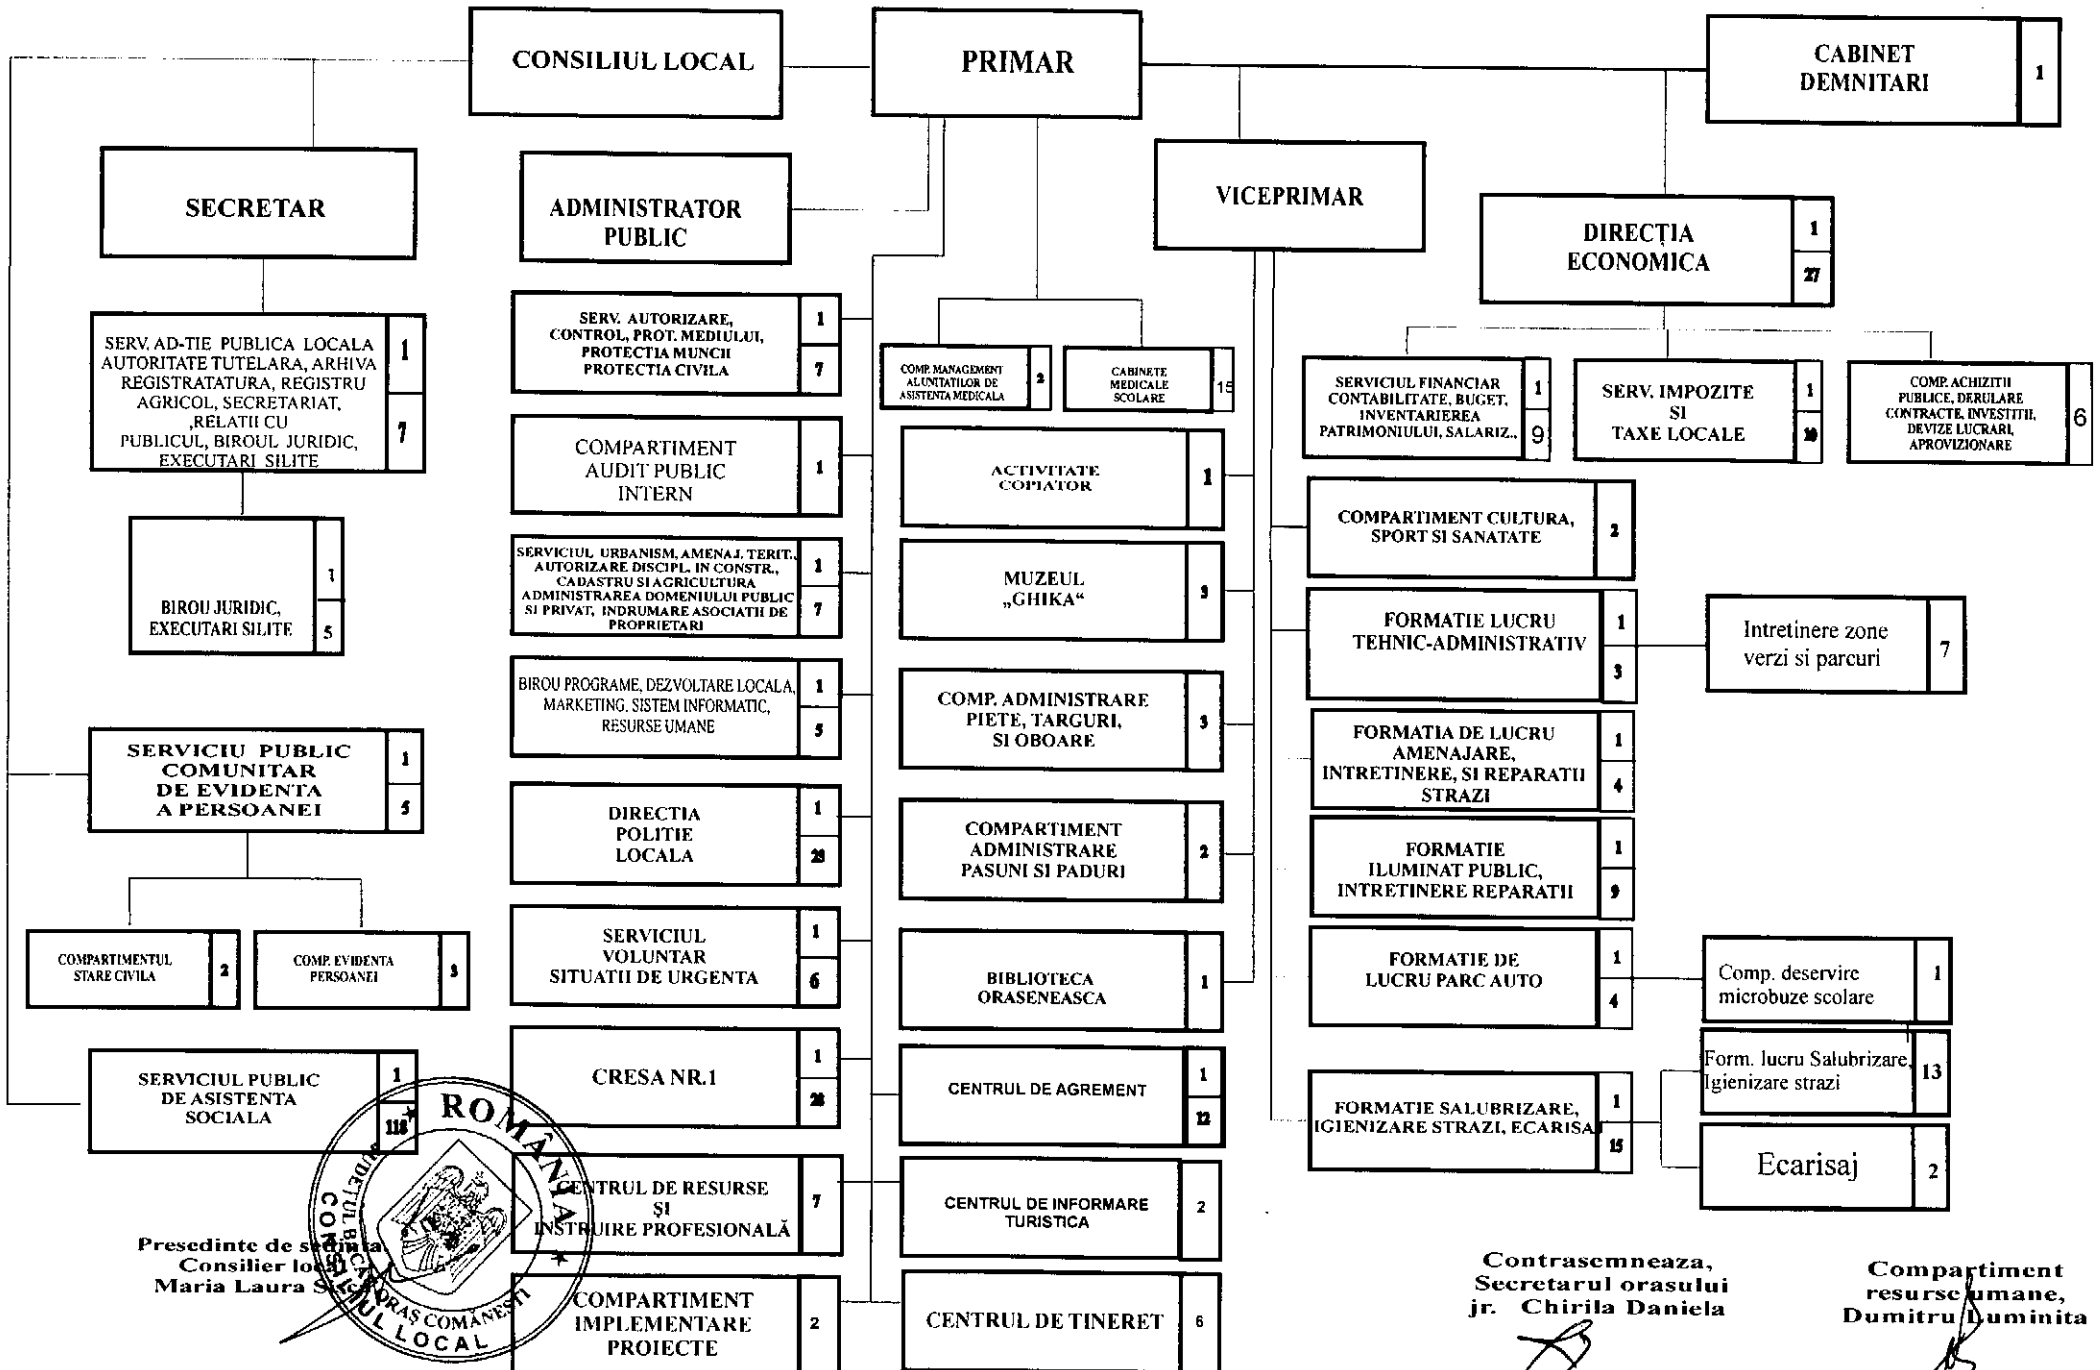 CONSILIUL LOCAL
PRIMAR
CABINET
DEMNITARI
1
SECRETAR
ADMINISTRATOR
PUBLIC
VICEPRIMAR
DIRECȚIA
ECONOMICA
1
27
SERV. AD-TIE PUBLICA LOCALA
AUTORITATE TUTELARA, ARHIVA
REGISTRATATURA, REGISTRU
AGRICOL, SECRETARIAT,
,RELATII CU
PUBLICUL, BIROUL JURIDIC,
EXECUTARI SILITE
1
7
SERV. AUTORIZARE,
CONTROL, PROT. MEDIULUI,
PROTECTIA MUNCII
PROTECTIA CIVILA
1
7
COMP. MANAGEMENT
AL UNITATILOR DE
ASISTENTA MEDICALA
2
CABINETE
MEDICALE
SCOLARE
15
SERVICIUL FINANCIAR
CONTABILITATE, BUGET,
INVENTARIEREA
PATRIMONIULUI, SALARIZ.,
1
9
SERV. IMPOZITE
SI
TAXE LOCALE
1
10
COMP. ACHIZITII
PUBLICE, DERULARE
CONTRACTE, INVESTITII,
DEVIZE LUCRARI,
APROVIZIONARE
6
COMPARTIMENT
AUDIT PUBLIC
INTERN
1
ACTIVITATE
COPIATOR
1
COMPARTIMENT CULTURA,
SPORT SI SANATATE
2
BIROU JURIDIC,
EXECUTARI SILITE
1
5
SERVICIUL URBANISM, AMENAJ. TERIT.,
AUTORIZARE DISCIPL. IN CONSTR.,
CADASTRU SI AGRICULTURA
ADMINISTRAREA DOMENIULUI PUBLIC
SI PRIVAT, INDRUMARE ASOCIATII DE
PROPRIETARI
1
7
MUZEUL
„GHIKA“
3
FORMATIE LUCRU
TEHNIC-ADMINISTRATIV
1
3
Intretinere zone
verzi si parcuri
7
BIROU PROGRAME, DEZVOLTARE LOCALA,
MARKETING, SISTEM INFORMATIC,
RESURSE UMANE
1
5
COMP. ADMINISTRARE
PIETE, TARGURI,
SI OBOARE
3
FORMATIA DE LUCRU
AMENAJARE,
INTRETINERE, SI REPARATII
STRAZI
1
4
SERVICIU PUBLIC
COMUNITAR
DE EVIDENTA
A PERSOANEI
1
5
DIRECTIA
POLITIE
LOCALA
1
COMPARTIMENT
ADMINISTRARE
PASUNI SI PADURI
2
FORMATIE
ILUMINAT PUBLIC,
INTRETINERE REPARATII
1
9
COMPARTIMENTUL
STARE CIVILA
2
COMP. EVIDENTA
PERSOANEI
3
SERVICIUL
VOLUNTAR
SITUATII DE URGENTA
1
6
BIBLIOTECA
ORASENEASCA
1
FORMATIE DE
LUCRU PARC AUTO
1
4
Comp. deservire
microbuze scolare
1
SERVICIUL PUBLIC
DE ASISTENTA
SOCIALA
1
118
CRESA NR.1
1
CENTRUL DE AGREMENT
1
12
FORMATIE SALUBRIZARE,
IGIENIZARE STRAZI, ECARISAJ
1
15
Form. lucru Salubrizare,
Igienizare strazi
13
Ecarisaj
2
CENTRUL DE RESURSE
ȘI
INSTRUIRE PROFESIONALĂ
7
CENTRUL DE INFORMARE
TURISTICA
2
COMPARTIMENT
IMPLEMENTARE
PROIECTE
2
CENTRUL DE TINERET
6
Presedinte de sedinta
Consilier local
Maria Laura
ROMÂNIA
JUDEȚUL BACĂU
ORAȘ COMĂNEȘTI
CONSILIUL LOCAL
Contrasemneaza,
Secretarul orasului
jr. Chirila Daniela
Compartiment
resurse umane,
Dumitru Luminita